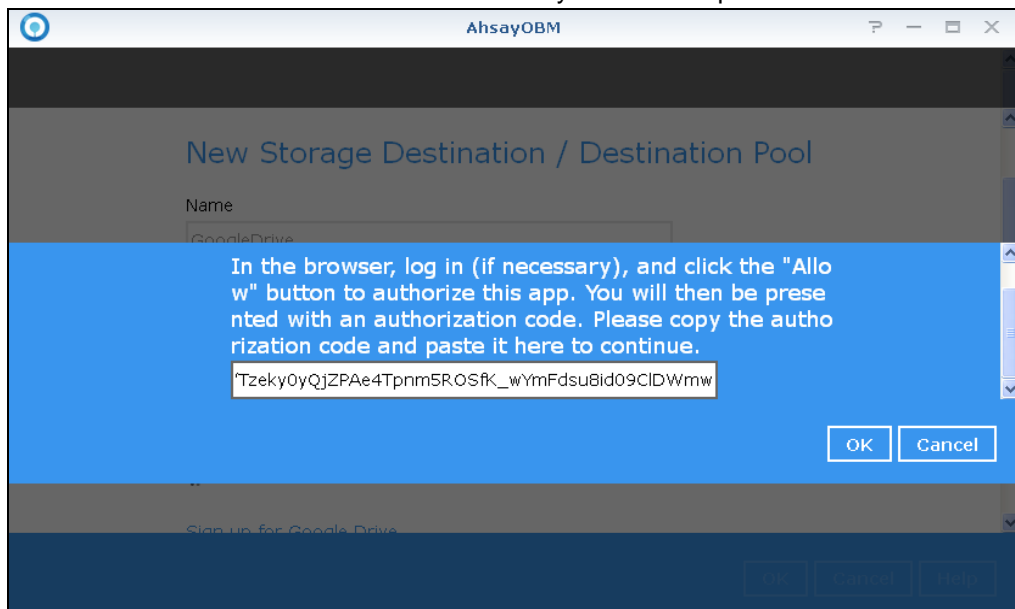 AhsayOBM
New Storage Destination / Destination Pool
Name
GoogleDrive
In the browser, log in (if necessary), and click the "Allo
w" button to authorize this app. You will then be prese
nted with an authorization code. Please copy the autho
rization code and paste it here to continue.
Tzeky0yQjZPAe4Tpnm5ROSfK_wYmFdsu8id09ClDWmw
OK Cancel
Sign up for Google Drive
OK Cancel Help